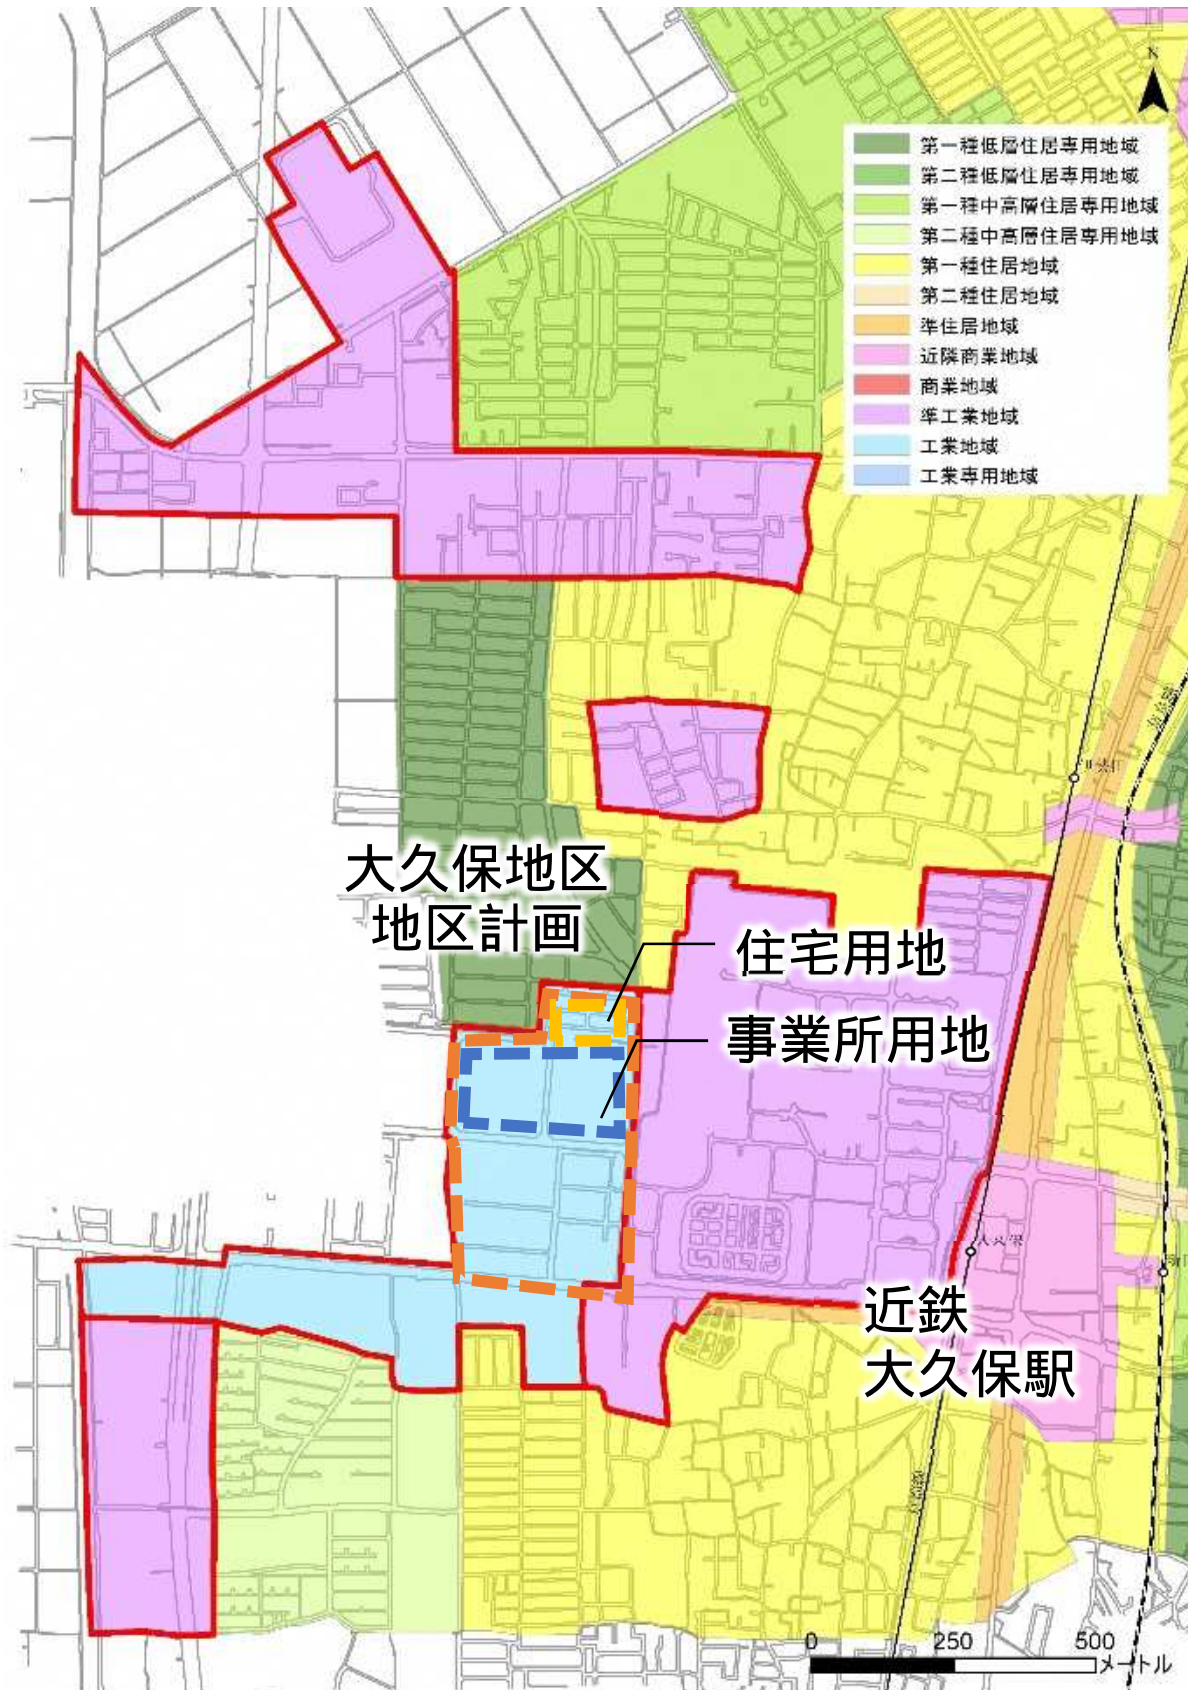 N
第一種低層住居専用地域
第二種低層住居専用地域
第一種中高層住居専用地域
第二種中高層住居専用地域
第一種住居地域
第二種住居地域
準住居地域
近隣商業地域
商業地域
準工業地域
工業地域
工業専用地域
大久保地区
地区計画
住宅用地
事業所用地
大久保
近鉄
大久保駅
0 250 500
メートル